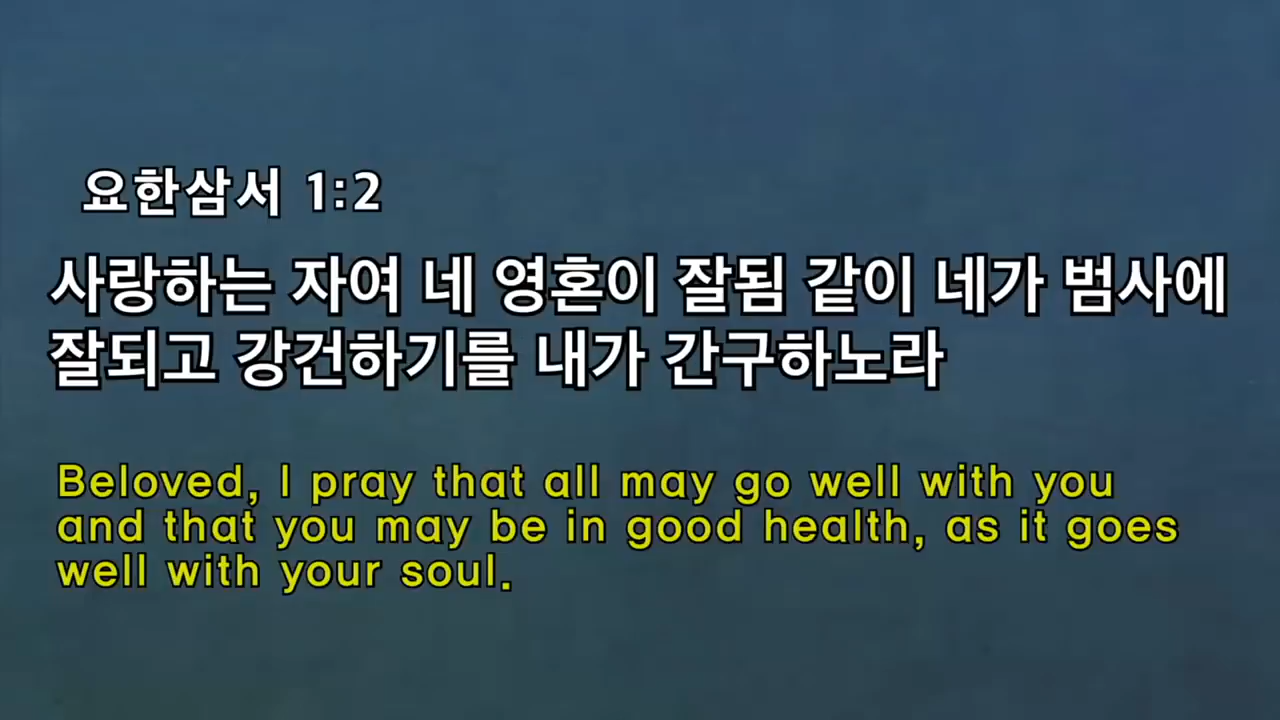 요한삼서 1:2
사랑하는 자여 네 영혼이 잘됨 같이 네가 범사에
잘되고 강건하기를 내가 간구하노라
Beloved, I pray that all may go well with you
and that you may be in good health, as it goes
well with your soul.